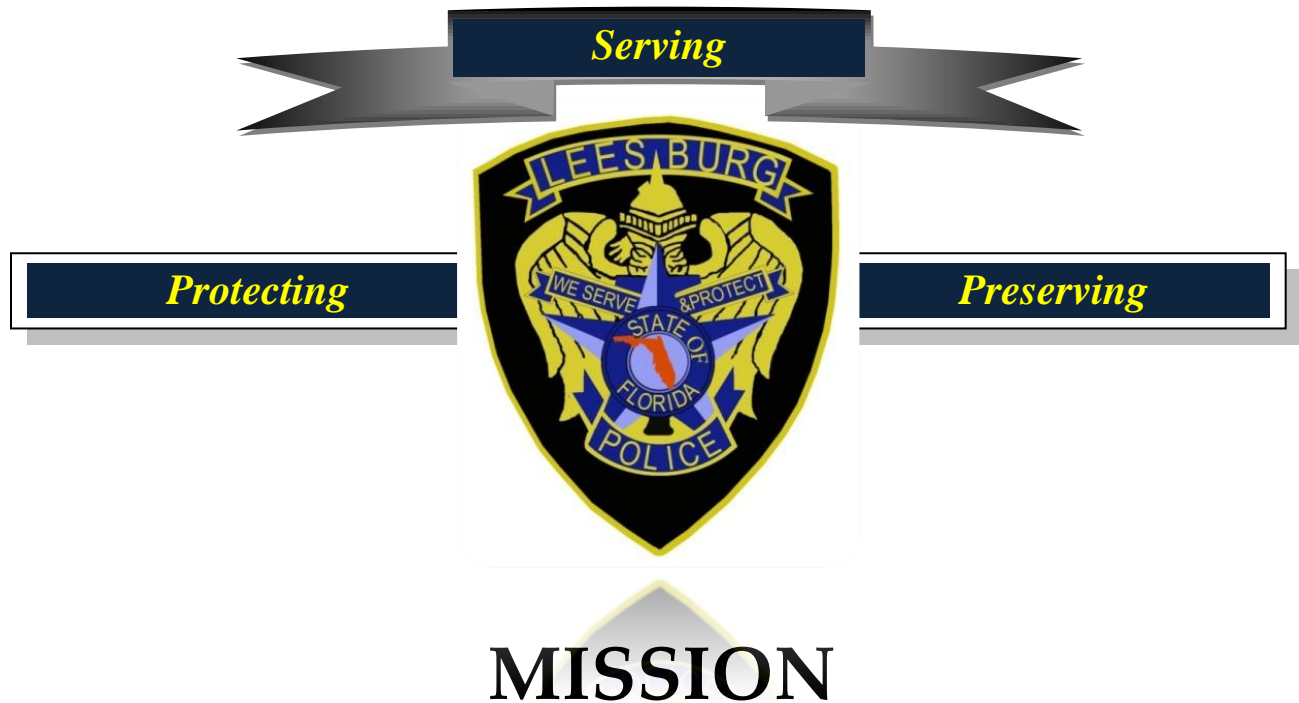 Serving
LEESBURG
Protecting
Preserving
WE SERVE &PROTECT
STATE OF
FLORIDA
POLICE
MISSION